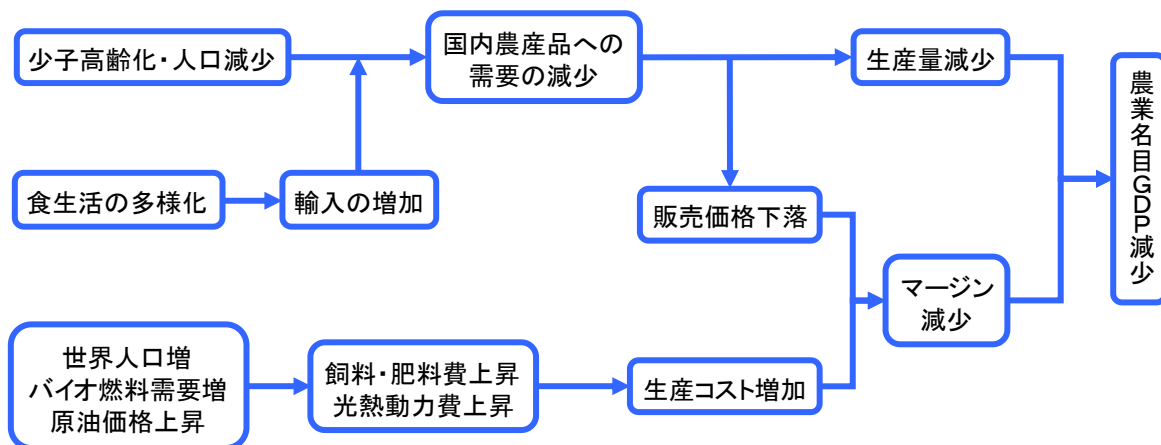 少子高齢化・人口減少
国内農産品への
需要の減少
生産量減少
農業名目GDP減少
食生活の多様化
輸入の増加
販売価格下落
マージン
減少
世界人口増
バイオ燃料需要増
原油価格上昇
飼料・肥料費上昇
光熱動力費上昇
生産コスト増加